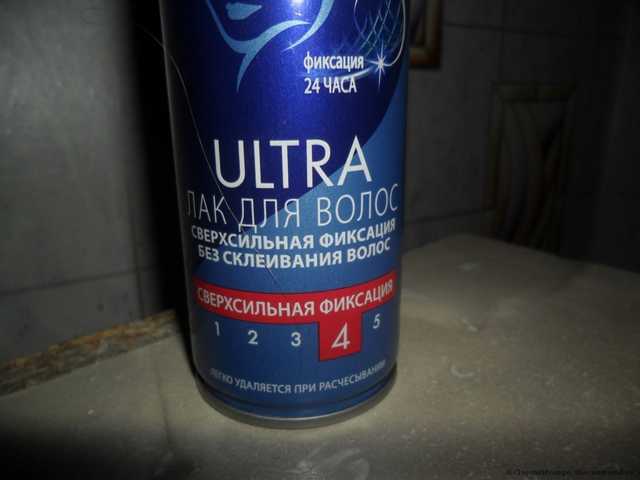 фиксация
24 ЧАСА
ULTRA
ЛАК ДЛЯ ВОЛОС
СВЕРХСИЛЬНАЯ ФИКСАЦИЯ
БЕЗ СКЛЕИВАНИЯ ВОЛОС
СВЕРХСИЛЬНАЯ ФИКСАЦИЯ
1 2 3 4 5
ЛЕГКО УДАЛЯЕТСЯ ПРИ РАСЧЕСЫВАНИИ